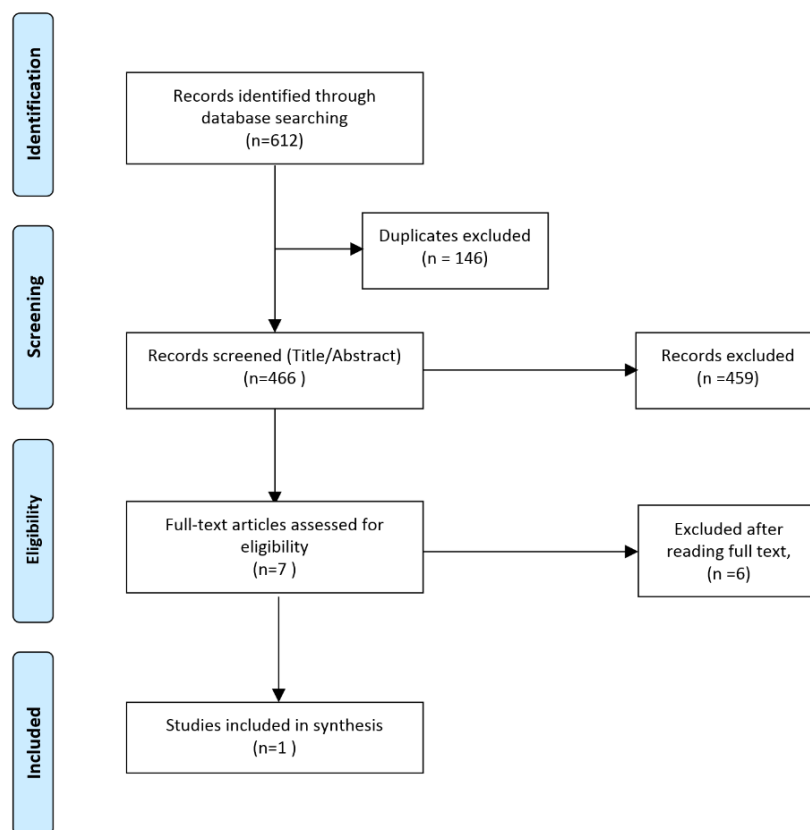 Identification
Records identified through
database searching
(n=612)
Duplicates excluded
(n = 146)
Screening
Records screened (Title/Abstract)
(n=466 )
Records excluded
(n =459)
Eligibility
Full-text articles assessed for
eligibility
(n=7 )
Excluded after
reading full text,
(n =6)
Included
Studies included in synthesis
(n=1 )